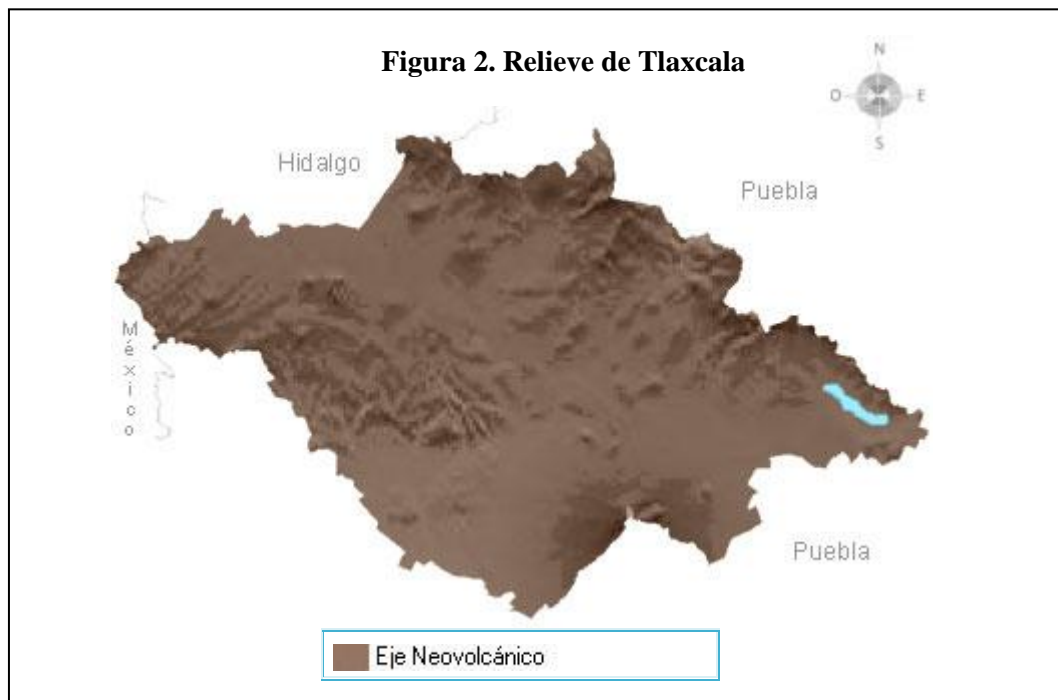 Figura 2. Relieve de Tlaxcala
N
O
E
S
Hidalgo
Puebla
México
Puebla
Eje Neovolcánico